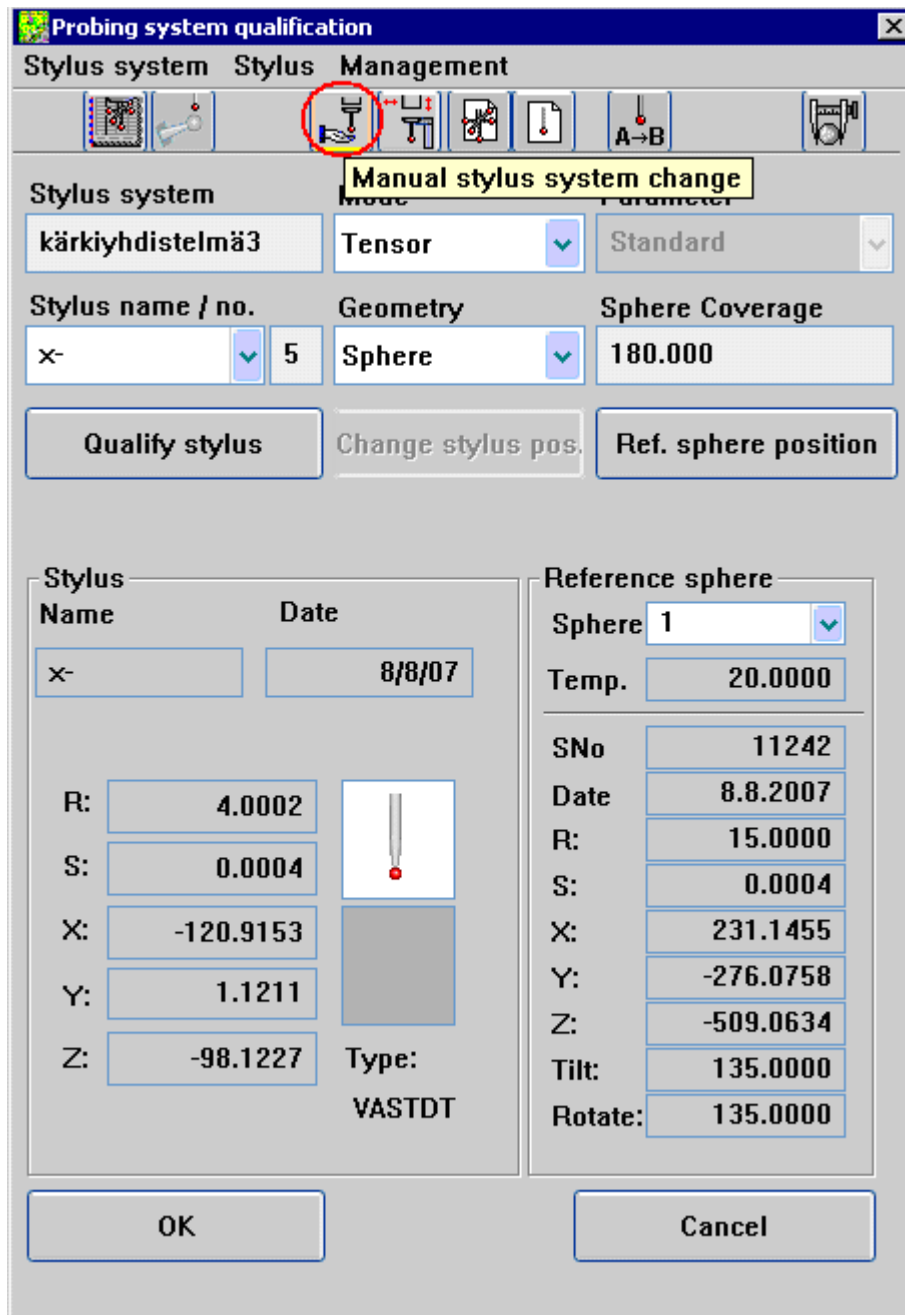 Probing system qualification
Stylus system Stylus Management
A→B
Manual stylus system change
Stylus system
kärkiyhdistelmä3 Tensor Standard
Stylus name / no. Geometry Sphere Coverage
x- 5 Sphere 180.000
Qualify stylus Change stylus pos. Ref. sphere position
Stylus
Name Date
x- 8/8/07
R: 4.0002
S: 0.0004
X: -120.9153
Y: 1.1211
Z: -98.1227
Type:
VASTDT
Reference sphere
Sphere 1
Temp. 20.0000
SNo 11242
Date 8.8.2007
R: 15.0000
S: 0.0004
X: 231.1455
Y: -276.0758
Z: -509.0634
Tilt: 135.0000
Rotate: 135.0000
OK Cancel